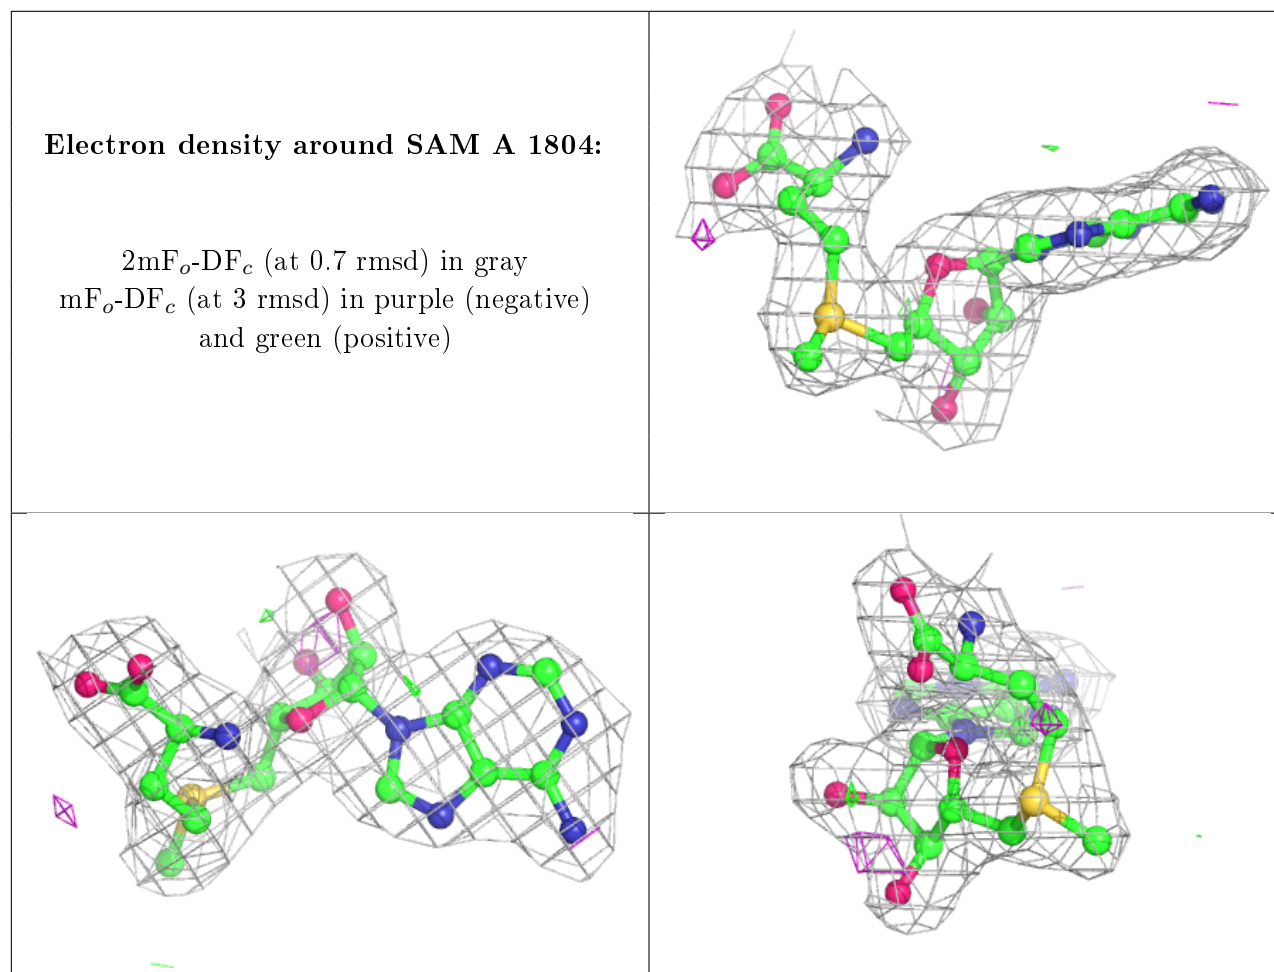 Electron density around SAM A 1804:
2mFo-DFc (at 0.7 rmsd) in gray
mFo-DFc (at 3 rmsd) in purple (negative)
and green (positive)